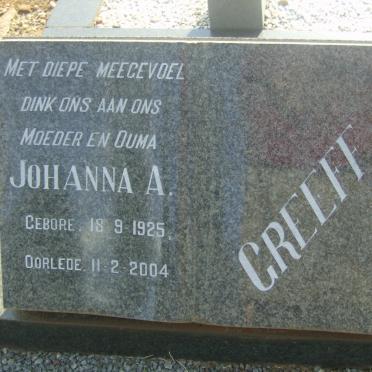 MET DIEPE MEEGEVOEL
DINK ONS AAN ONS
MOEDER EN OUMA
JOHANNA A.
GEBORE. 18-9-1925.
OORLEDE. 11-2-2004
GREEFF